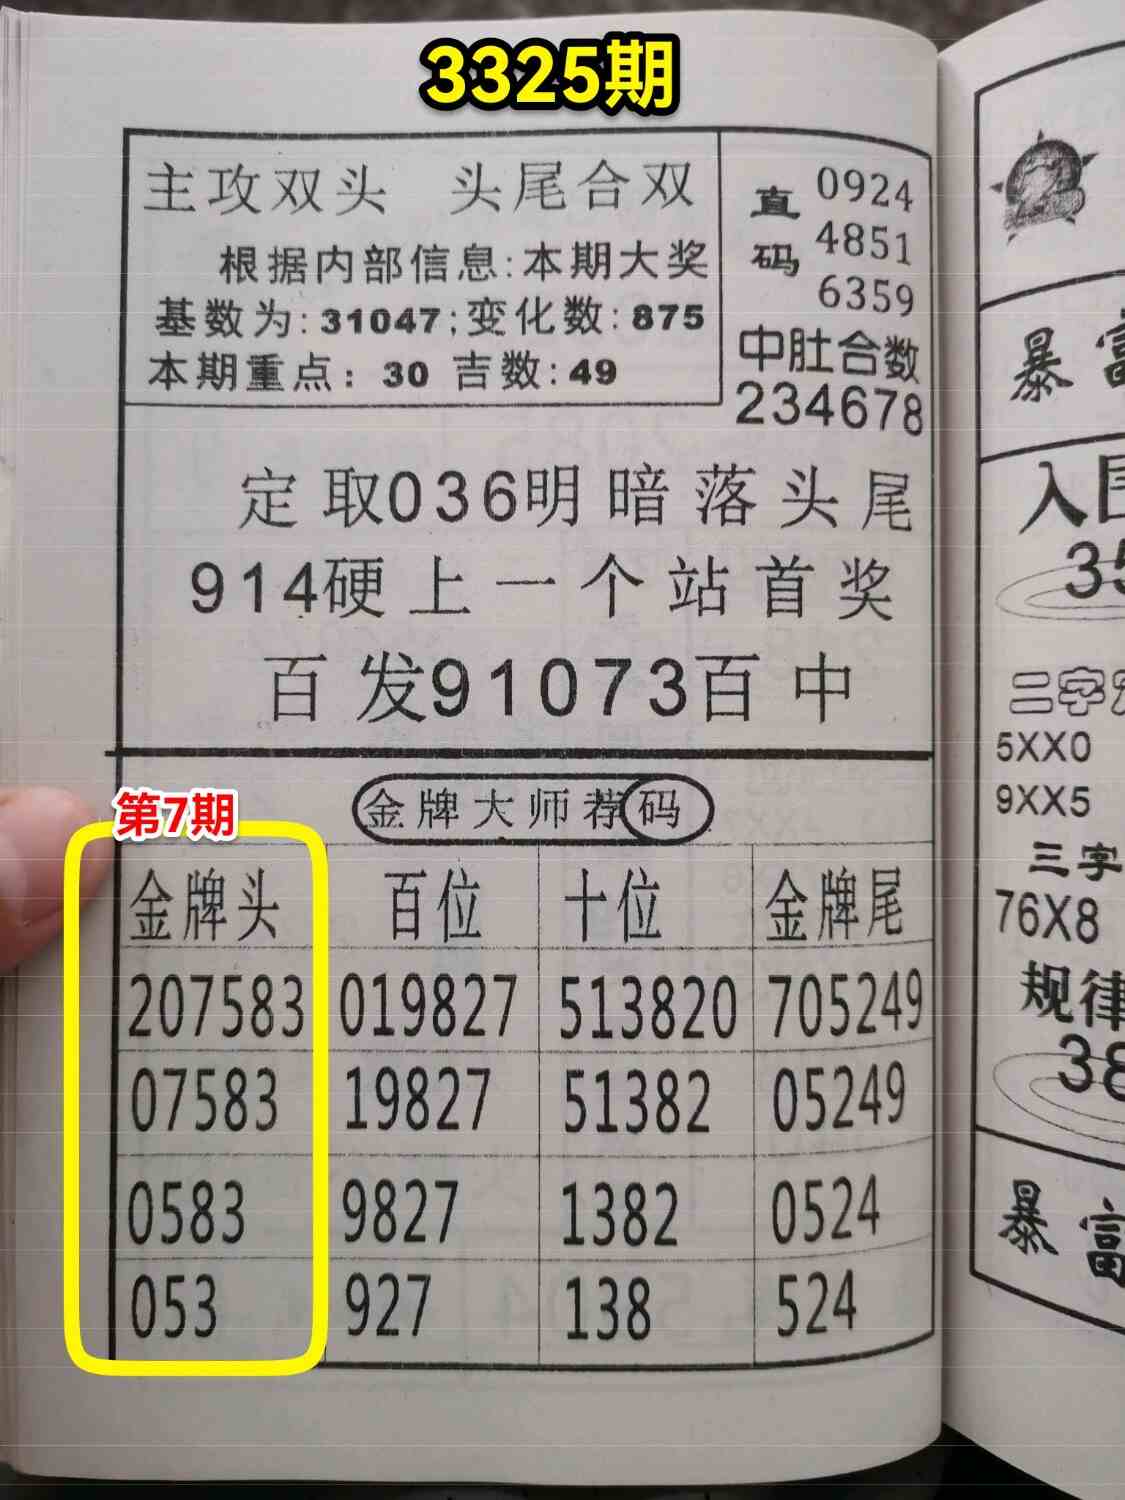 3325期
主攻双头 头尾合双
根据内部信息:本期大奖
基数为:31047;变化数:875
本期重点:30 吉数:49
直码
0924
4851
6359
中肚合数
234678
定取036明暗落头尾
914硬上一个站首奖
百发91073百中
第7期
金牌大师荐码
金牌头 百位 十位 金牌尾
207583 019827 513820 705249
07583 19827 51382 05249
0583 9827 1382 0524
053 927 138 524
暴富
入围
35
二字
5XX0
9XX5
三字
76X8
规律
38
暴富